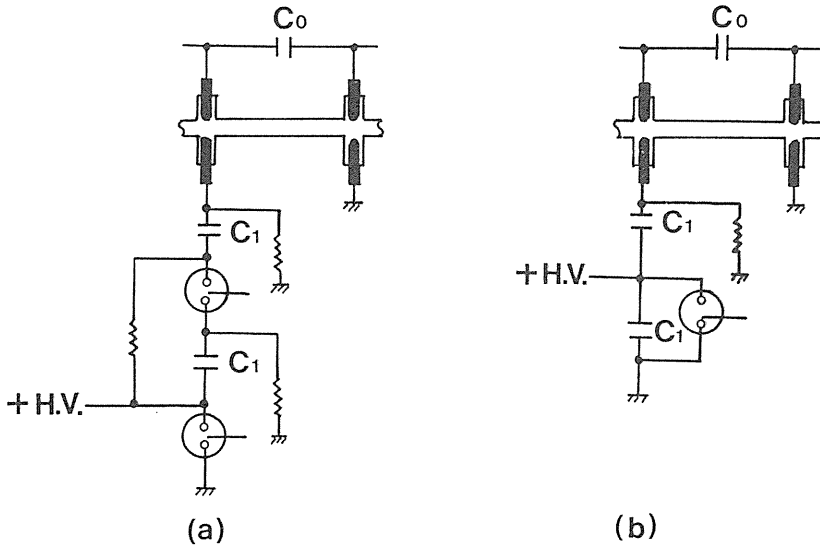 C₀
C₀
C₁
C₁
C₁
C₁
+ H.V.
+ H.V.
(a)
(b)